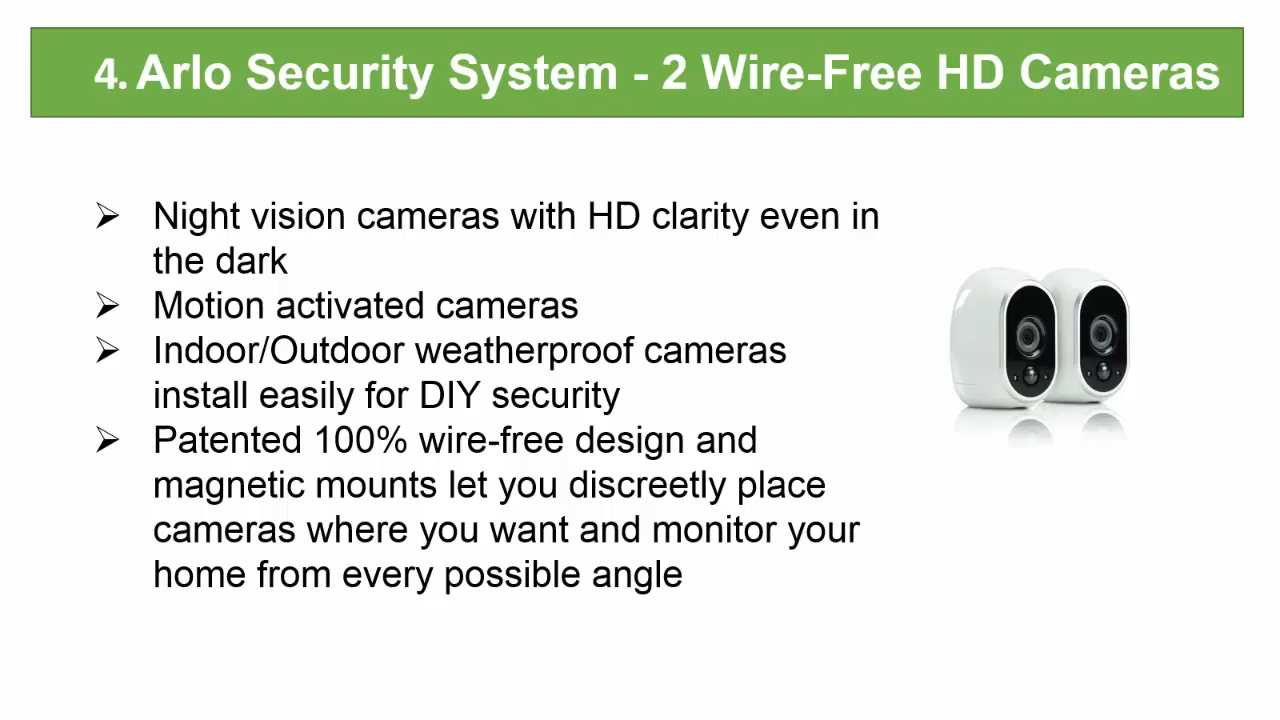 4. Arlo Security System - 2 Wire-Free HD Cameras
➢ Night vision cameras with HD clarity even in
the dark
➢ Motion activated cameras
➢ Indoor/Outdoor weatherproof cameras
install easily for DIY security
➢ Patented 100% wire-free design and
magnetic mounts let you discreetly place
cameras where you want and monitor your
home from every possible angle